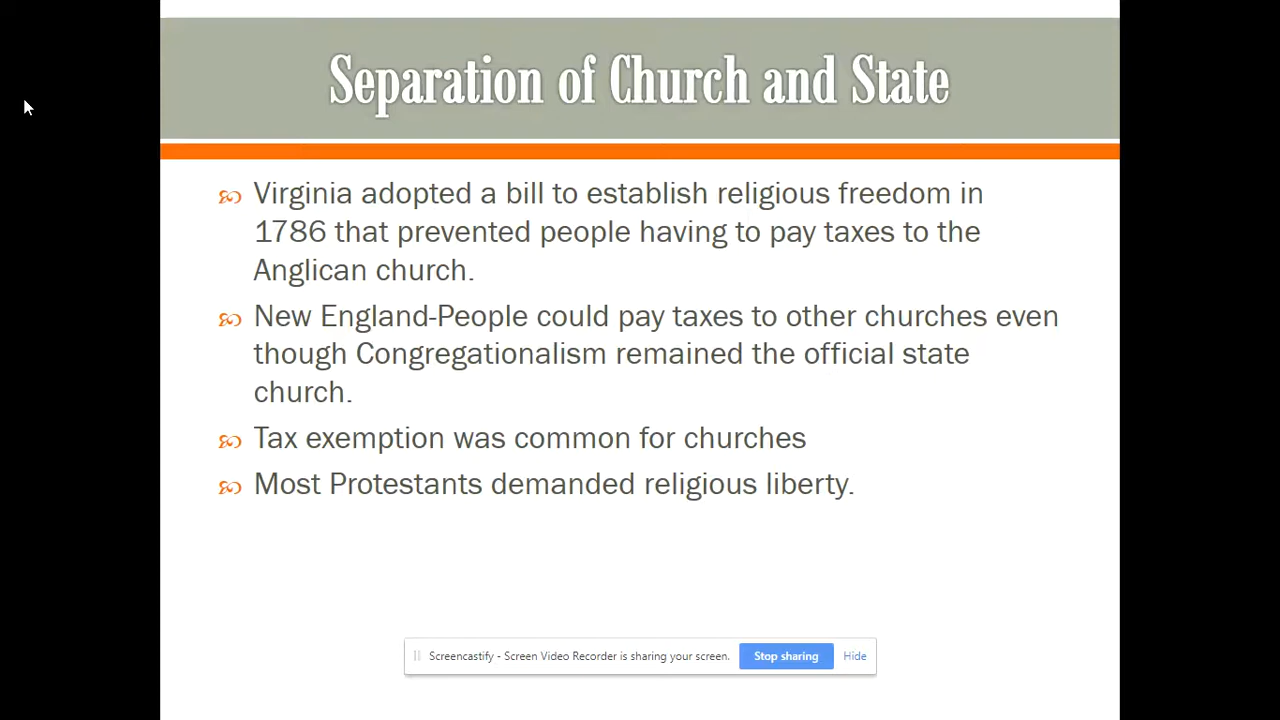 Separation of Church and State
Virginia adopted a bill to establish religious freedom in
1786 that prevented people having to pay taxes to the
Anglican church.
New England-People could pay taxes to other churches even
though Congregationalism remained the official state
church.
Tax exemption was common for churches
Most Protestants demanded religious liberty.
Screencastify - Screen Video Recorder is sharing your screen. Stop sharing Hide